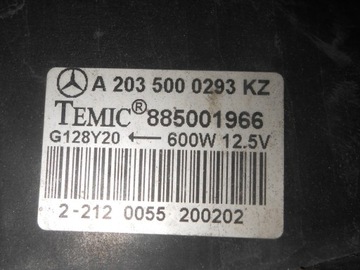 A 203 500 0293 KZ
TEMIC® 885001966
G128Y20 ← 600W 12.5V
2-212 0055 200202